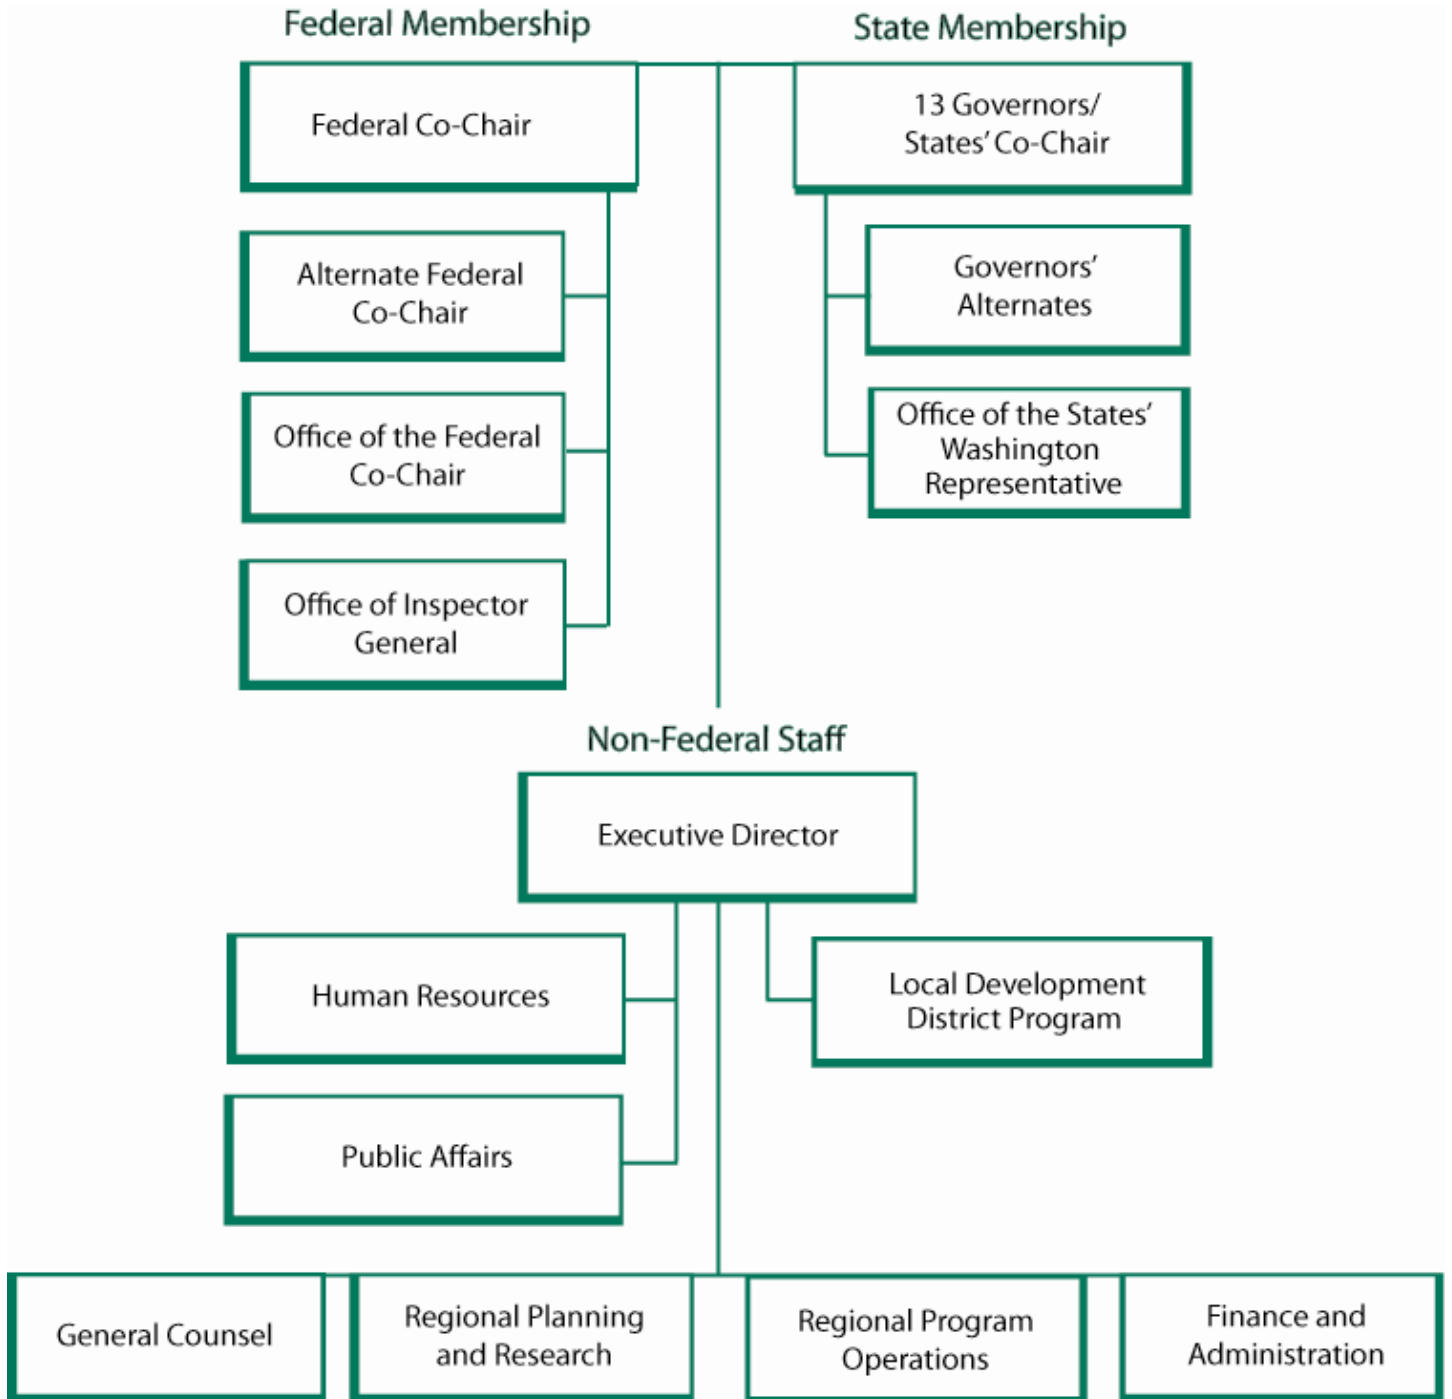 Federal Membership
State Membership
Federal Co-Chair
13 Governors/
States’ Co-Chair
Alternate Federal
Co-Chair
Governors’
Alternates
Office of the Federal
Co-Chair
Office of the States’
Washington
Representative
Office of Inspector
General
Non-Federal Staff
Executive Director
Human Resources
Local Development
District Program
Public Affairs
General Counsel
Regional Planning
and Research
Regional Program
Operations
Finance and
Administration